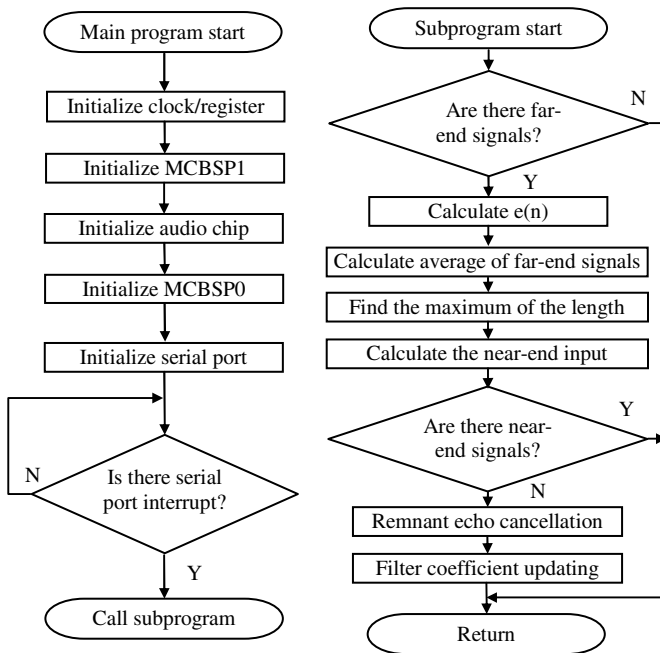 Main program start
Initialize clock/register
Initialize MCBSP1
Initialize audio chip
Initialize MCBSP0
Initialize serial port
N
Is there serial
port interrupt?
Y
Call subprogram
Subprogram start
N
Are there far-
end signals?
Y
Calculate e(n)
Calculate average of far-end signals
Find the maximum of the length
Calculate the near-end input
Y
Are there near-
end signals?
N
Remnant echo cancellation
Filter coefficient updating
Return